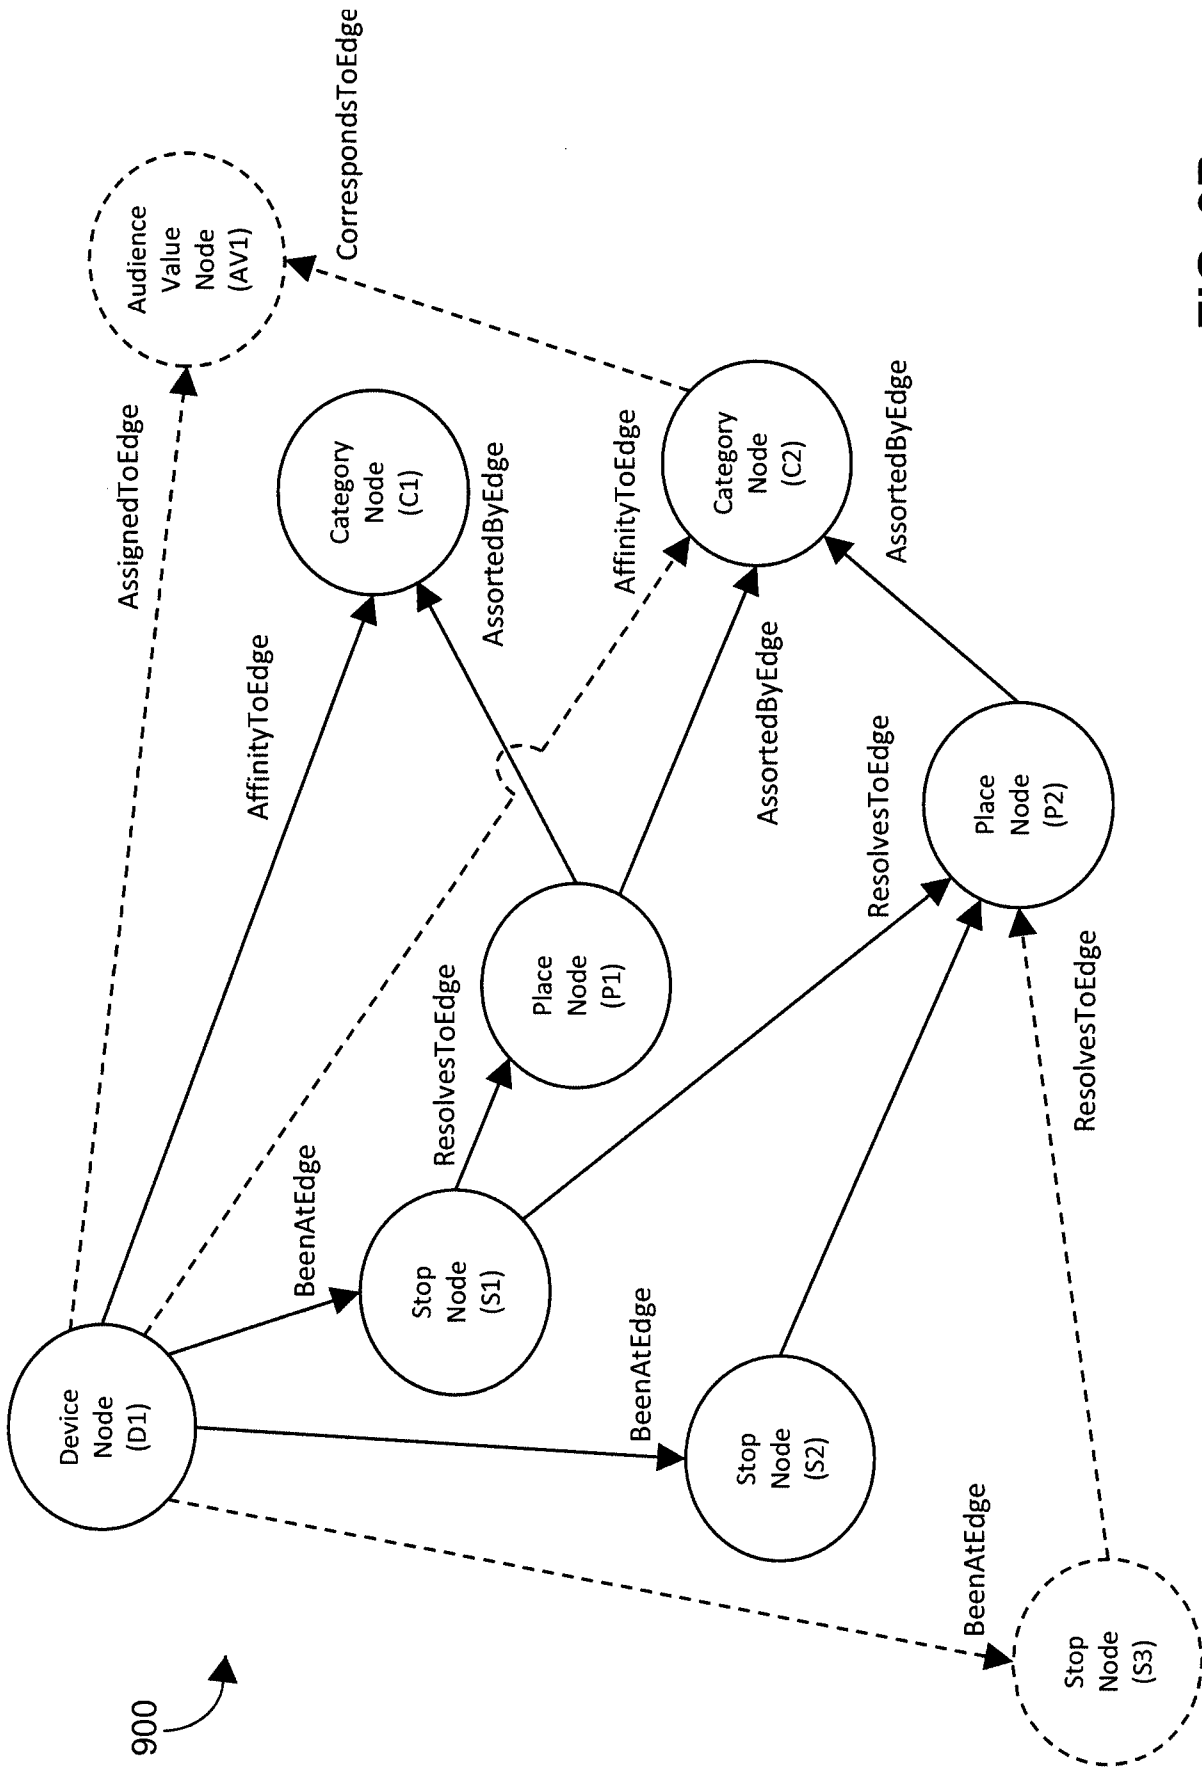 900
Device
Node
(D1)
AssignedToEdge
Audience
Value
Node
(AV1)
AffinityToEdge
BeenAtEdge
CorrespondsToEdge
Category
Node
(C1)
Stop
Node
(S1)
ResolvesToEdge
AssortedByEdge
Place
Node
(P1)
AffinityToEdge
BeenAtEdge
Category
Node
(C2)
Stop
Node
(S2)
AssortedByEdge
ResolvesToEdge
AssortedByEdge
BeenAtEdge
Place
Node
(P2)
Stop
Node
(S3)
ResolvesToEdge